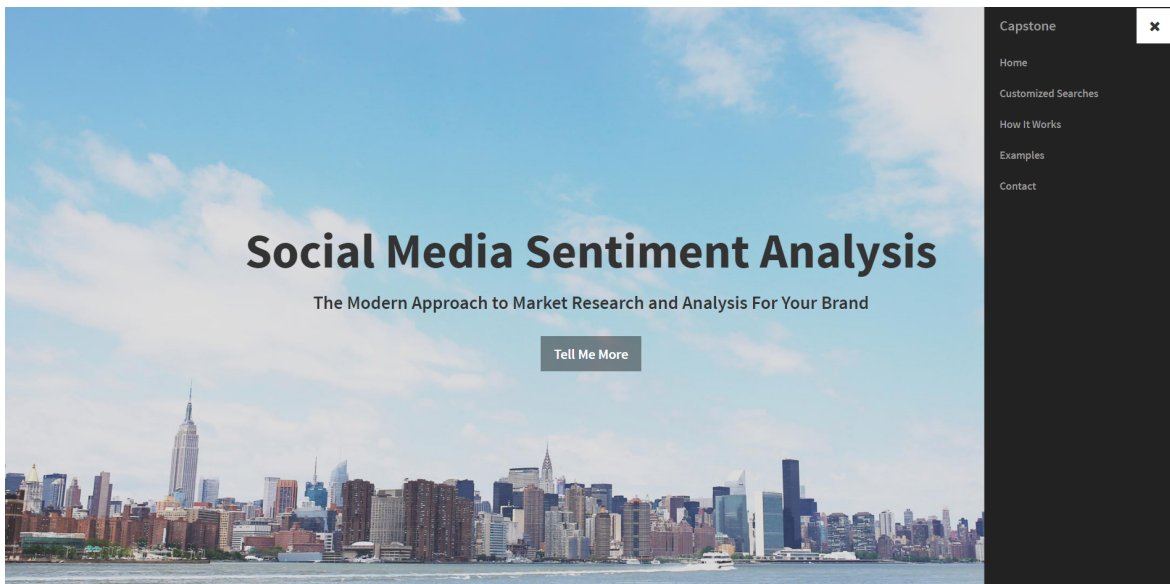 Social Media Sentiment Analysis
The Modern Approach to Market Research and Analysis For Your Brand
Tell Me More
Capstone
Home
Customized Searches
How It Works
Examples
Contact